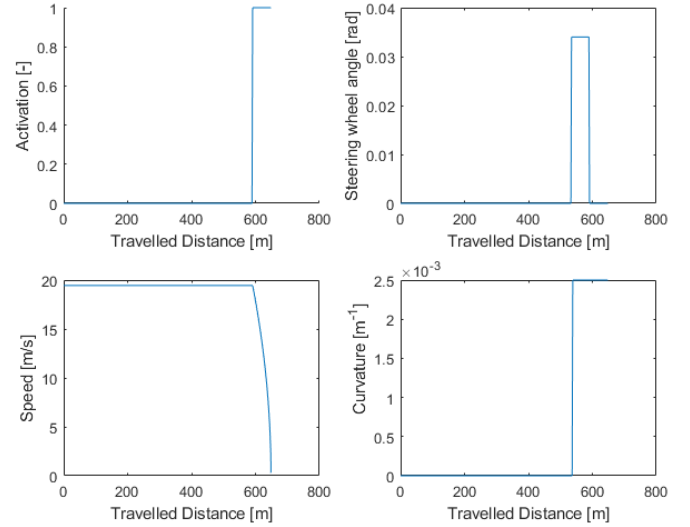 1
0.8
0.6
0.4
0.2
0
Activation [-]
0 200 400 600 800
Travelled Distance [m]
0.04
0.03
0.02
0.01
0
Steering wheel angle [rad]
0 200 400 600 800
Travelled Distance [m]
20
15
10
5
0
Speed [m/s]
0 200 400 600 800
Travelled Distance [m]
× 10⁻³
2.5
2
1.5
1
0.5
0
Curvature [m⁻¹]
0 200 400 600 800
Travelled Distance [m]